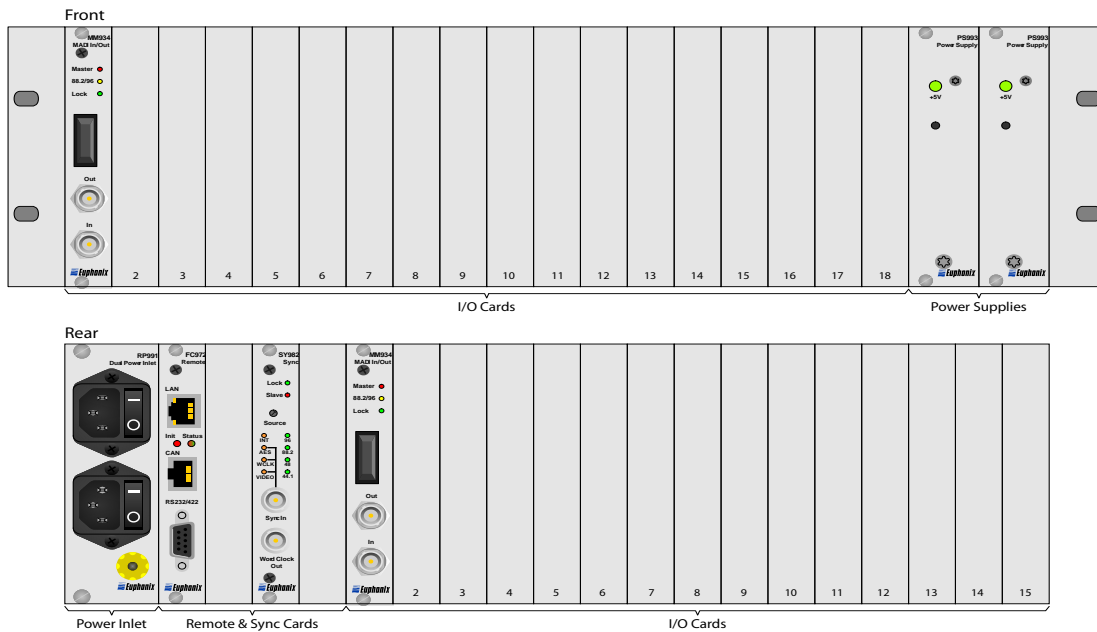 Front
MM934
MADI In/Out
Master
88.2/96
Lock
Out
In
Euphonix
2 3 4 5 6 7 8 9 10 11 12 13 14 15 16 17 18
PS993
Power Supply
+5V
Euphonix
PS993
Power Supply
+5V
Euphonix
I/O Cards
Power Supplies
Rear
RP991
Dual Power Inlet
Euphonix
FC972
Remote
LAN
Init Status
CAN
RS232/422
Euphonix
SY982
Sync
Lock
Slave
Source
INT 96
AES 88.2
WCLK 48
VIDEO 44.1
Sync In
Word Clock
Out
Euphonix
MM934
MADI In/Out
Master
88.2/96
Lock
Out
In
Euphonix
2 3 4 5 6 7 8 9 10 11 12 13 14 15
Power Inlet
Remote & Sync Cards
I/O Cards